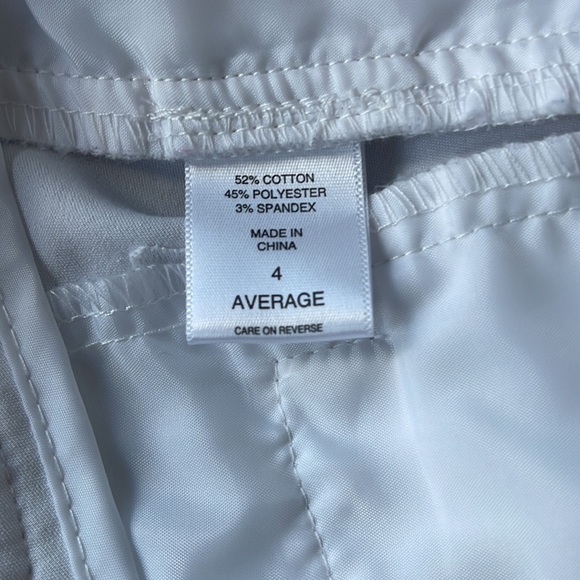 52% COTTON
45% POLYESTER
3% SPANDEX
MADE IN
CHINA
4
AVERAGE
CARE ON REVERSE